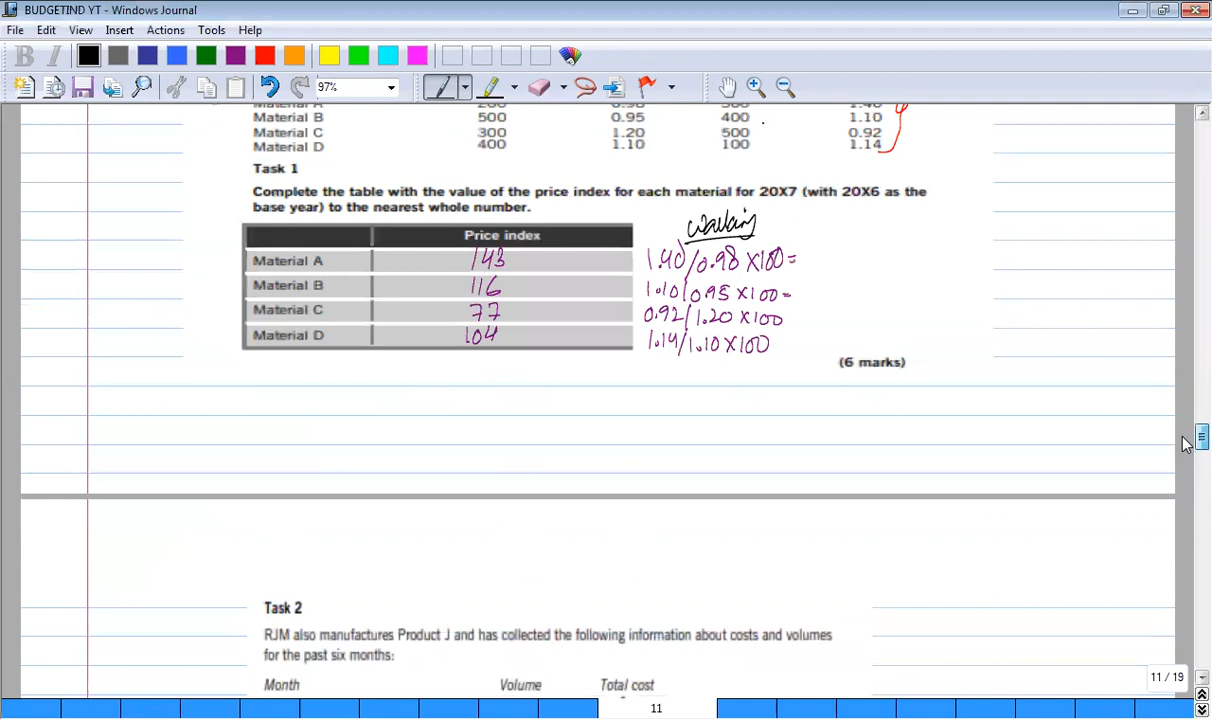 BUDGETIND YT - Windows Journal
File Edit View Insert Actions Tools Help
B I
97%
Material B 500 0.95 400 1.10
Material C 300 1.20 500 0.92
Material D 400 1.10 100 1.14
Task 1
Complete the table with the value of the price index for each material for 20X7 (with 20X6 as the
base year) to the nearest whole number.
Working
Price index
Material A 143 1.40/0.98 X100=
Material B 116 1.10/0.95 X100=
Material C 77 0.92/1.20 X100
Material D 104 1.14/1.10 X100
(6 marks)
Task 2
RJM also manufactures Product J and has collected the following information about costs and volumes
for the past six months:
Month Volume Total cost
11 / 19
11